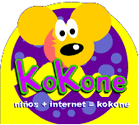 KoKone
niños + internet = kokone